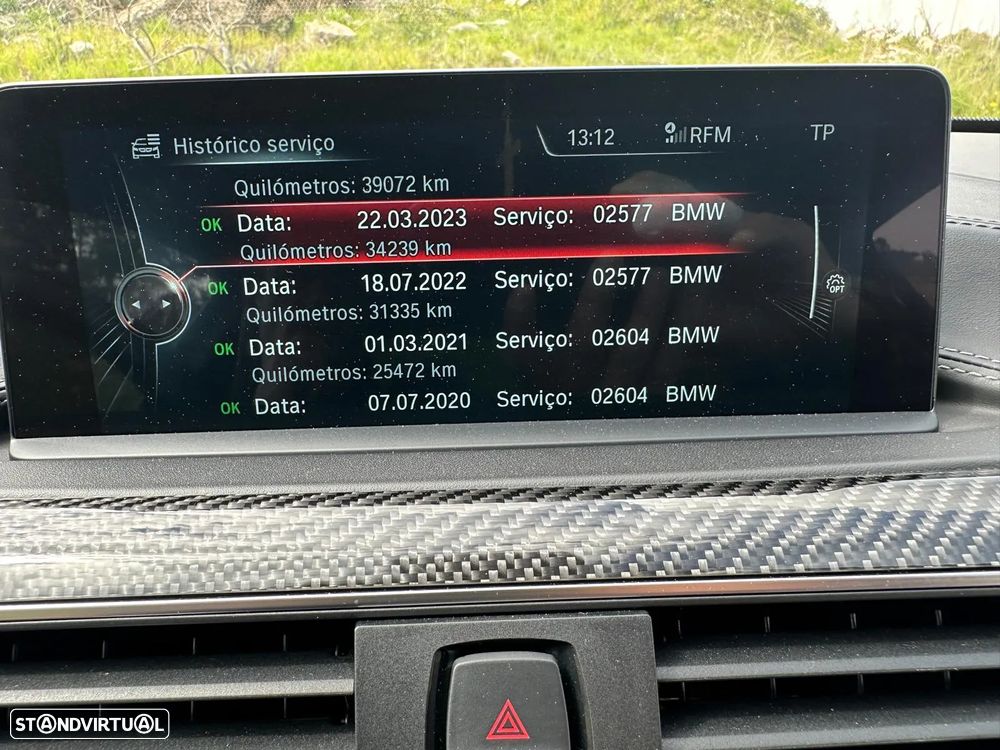 Histórico serviço 13:12 RFM TP
Quilómetros: 39072 km
OK Data: 22.03.2023 Serviço: 02577 BMW
Quilómetros: 34239 km
OK Data: 18.07.2022 Serviço: 02577 BMW
Quilómetros: 31335 km
OK Data: 01.03.2021 Serviço: 02604 BMW
Quilómetros: 25472 km
OK Data: 07.07.2020 Serviço: 02604 BMW
OPT
STANDVIRTUAL